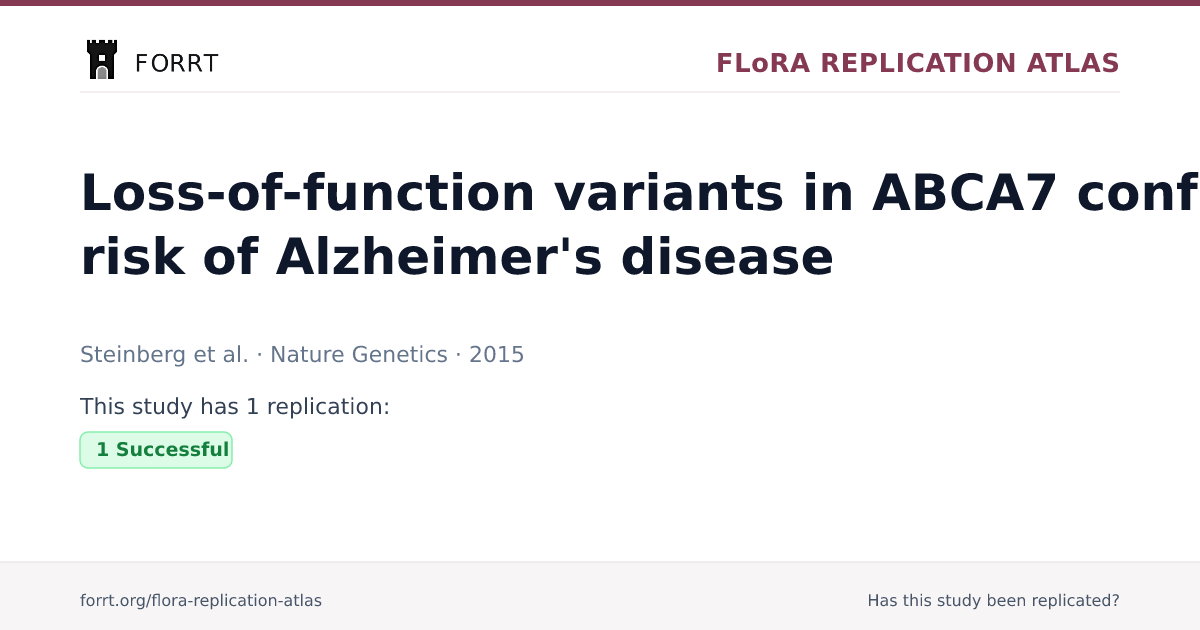 FORRT
FLoRA REPLICATION ATLAS
Loss-of-function variants in ABCA7 conf
risk of Alzheimer's disease
Steinberg et al. · Nature Genetics · 2015
This study has 1 replication:
1 Successful
forrt.org/flora-replication-atlas
Has this study been replicated?